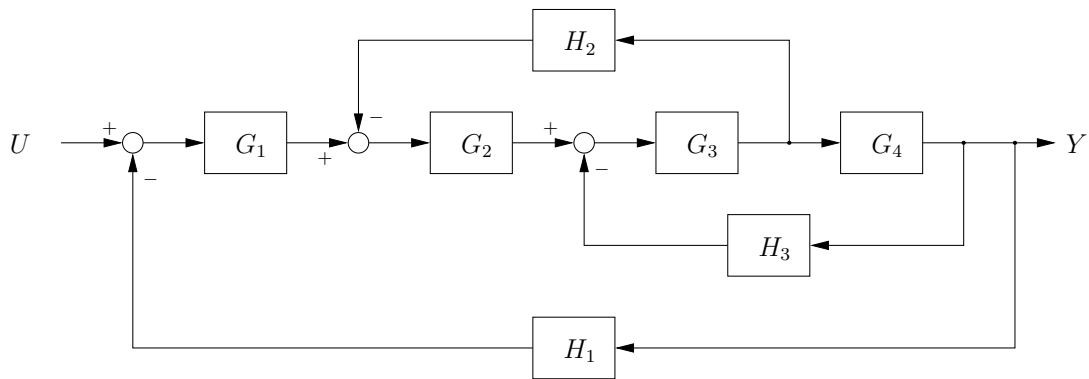 H₂
U + − G₁ + − G₂ + − G₃ G₄ Y
H₃
H₁